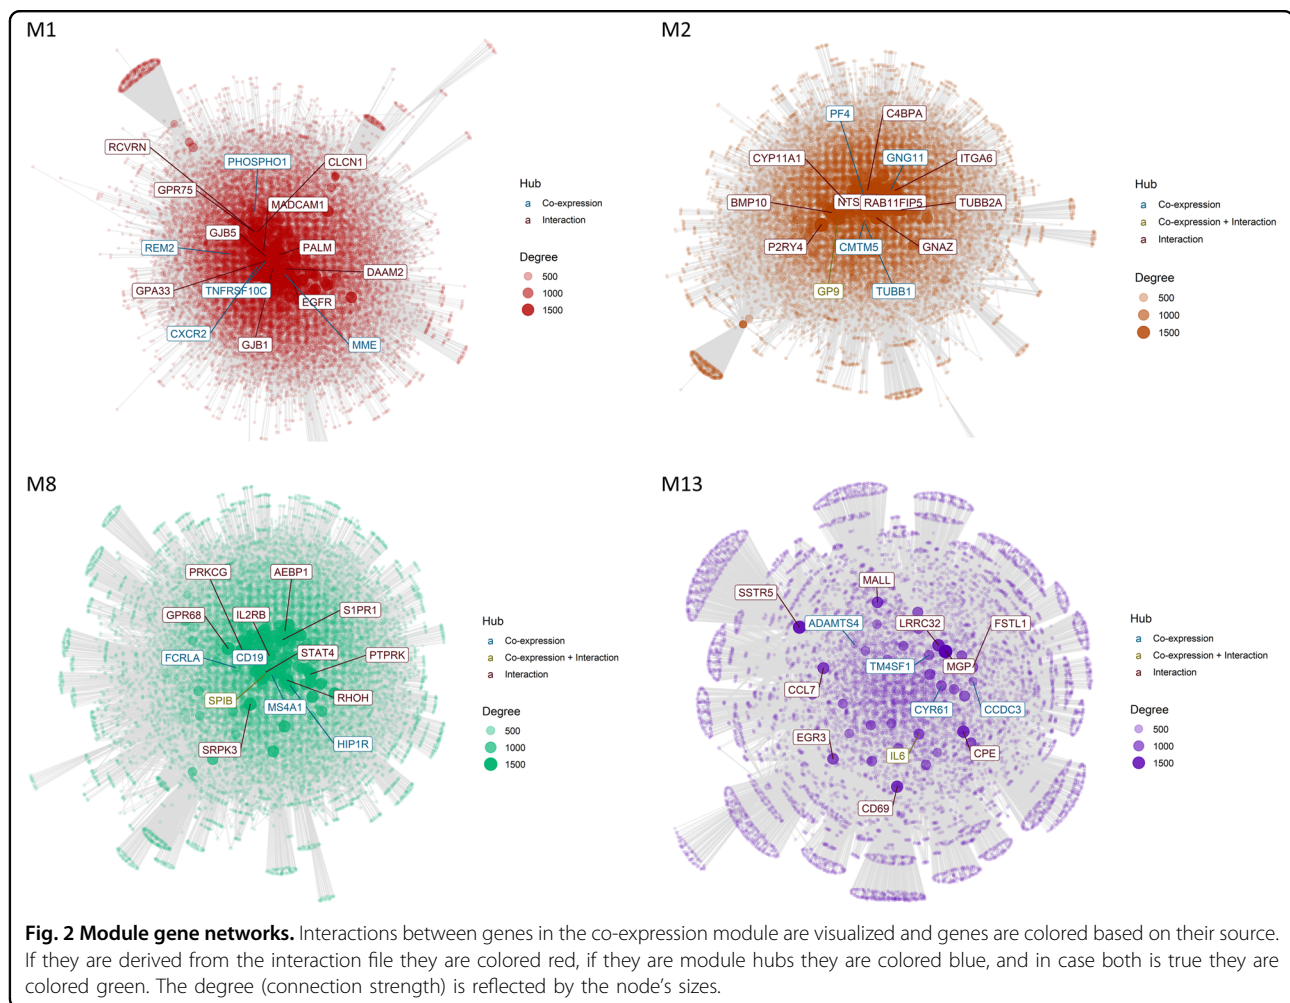 M1
RCVRN
PHOSPHO1
CLCN1
GPR75
MADCAM1
GJB5
REM2
PALM
DAAM2
GPA33
TNFRSF10C
EGFR
CXCR2
GJB1
MME
Hub
a Co-expression
a Interaction
Degree
500
1000
1500
M2
PF4
C4BPA
CYP11A1
GNG11
ITGA6
BMP10
NTS
RAB11FIP5
TUBB2A
P2RY4
CMTM5
GNAZ
GP9
TUBB1
Hub
a Co-expression
a Co-expression + Interaction
a Interaction
Degree
500
1000
1500
M8
PRKCG
AEBP1
GPR68
IL2RB
S1PR1
FCRLA
CD19
STAT4
PTPRK
SPIB
MS4A1
RHOH
SRPK3
HIP1R
Hub
a Co-expression
a Co-expression + Interaction
a Interaction
Degree
500
1000
1500
M13
MALL
SSTR5
ADAMTS4
LRRC32
FSTL1
TM4SF1
MGP
CCL7
CYR61
CCDC3
EGR3
IL6
CPE
CD69
Hub
a Co-expression
a Co-expression + Interaction
a Interaction
Degree
500
1000
1500
Fig. 2 Module gene networks. Interactions between genes in the co-expression module are visualized and genes are colored based on their source.
If they are derived from the interaction file they are colored red, if they are module hubs they are colored blue, and in case both is true they are
colored green. The degree (connection strength) is reflected by the node's sizes.